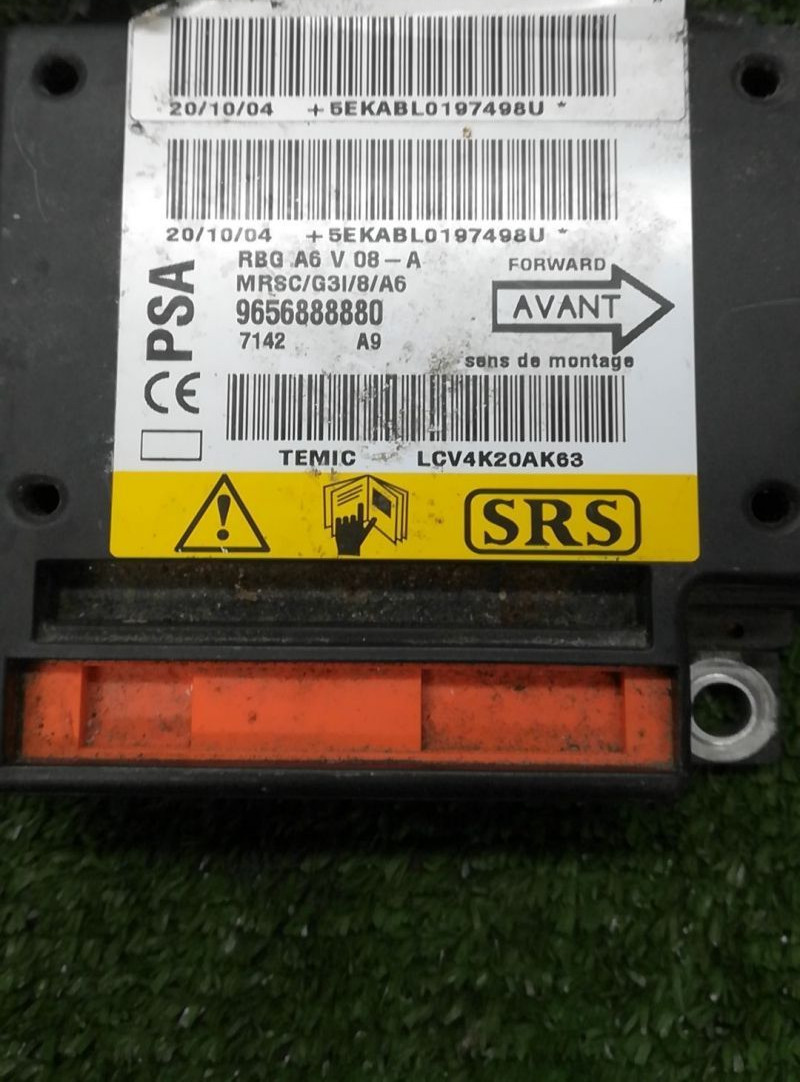 20/10/04 +5EKABL0197498U *
20/10/04 +5EKABL0197498U *
RBG A6 V 08-A
MRSC/G3I/8/A6
9656888880
7142 A9
FORWARD
AVANT
sens de montage
PSA
CE
TEMIC LCV4K20AK63
SRS